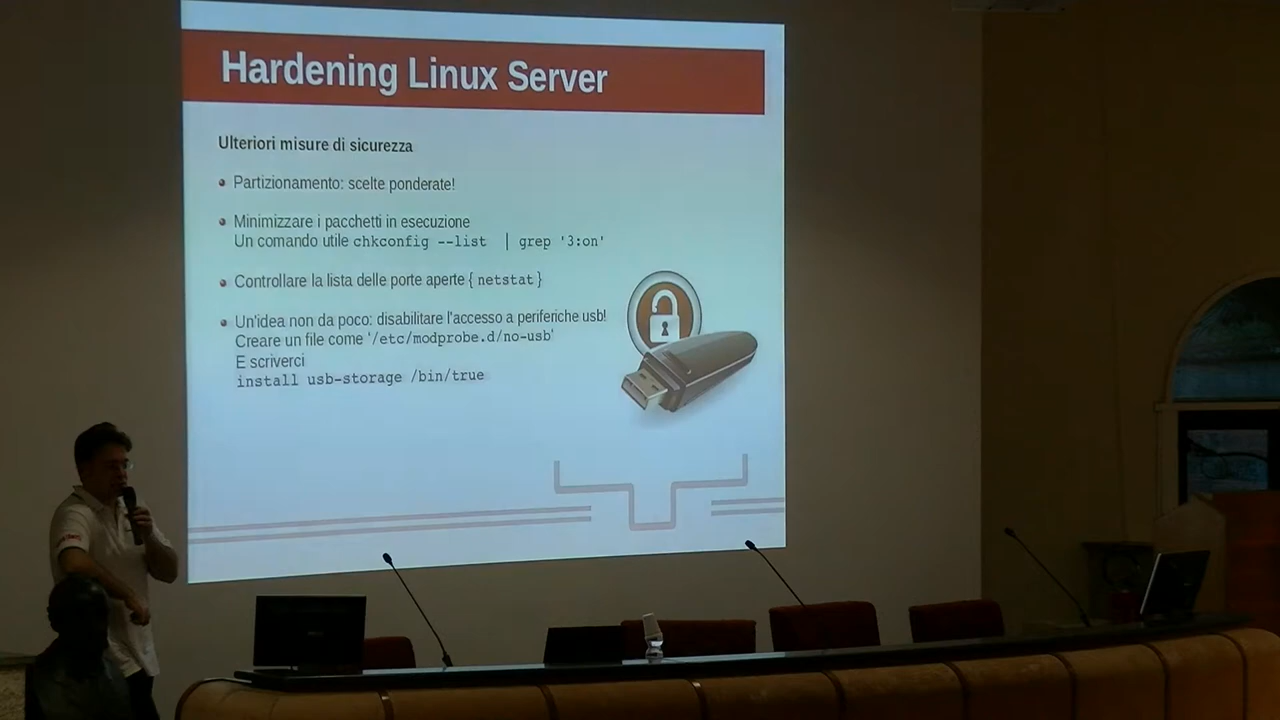 Hardening Linux Server
Ulteriori misure di sicurezza
Partizionamento: scelte ponderate!
Minimizzare i pacchetti in esecuzione
Un comando utile chkconfig --list | grep '3:on'
Controllare la lista delle porte aperte { netstat }
Un'idea non da poco: disabilitare l'accesso a periferiche usb!
Creare un file come '/etc/modprobe.d/no-usb'
E scriverci
install usb-storage /bin/true